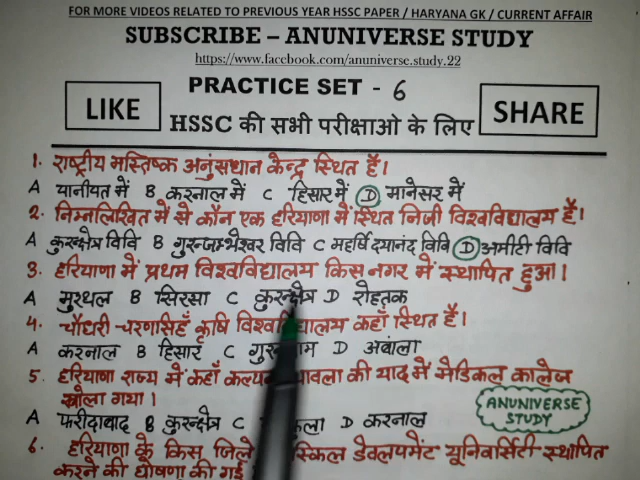 FOR MORE VIDEOS RELATED TO PREVIOUS YEAR HSSC PAPER / HARYANA GK / CURRENT AFFAIR
SUBSCRIBE – ANUNIVERSE STUDY
https://www.facebook.com/anuniverse.study.22
PRACTICE SET - 6
LIKE
SHARE
HSSC की सभी परीक्षाओ के लिए
1. राष्ट्रीय मस्तिष्क अनुसंधान केन्द्र स्थित है।
A पानीपत में B करनाल में C हिसार में D मानेसर में
2. निम्नलिखित में से कौन एक हरियाणा में स्थित निजी विश्वविद्यालय है।
A कुरुक्षेत्र विवि B गुरुजम्भेश्वर विवि C महर्षि दयानंद विवि D अमीटी विवि
3. हरियाणा में प्रथम विश्वविद्यालय किस नगर में स्थापित हुआ।
A मुरथल B सिरसा C कुरुक्षेत्र D रोहतक
4. चौधरी चरणसिहँ कृषि विश्वविद्यालय कहाँ स्थित है।
A करनाल B हिसार C D अंबाला
5. हरियाणा राज्य में कहाँ चावला की याद में मेडिकल कालेज
खोला गया।
ANUNIVERSE
STUDY
A फरीदाबाद B कुरुक्षेत्र C D करनाल
6. हरियाणा के किस जिले डेवलपमेंट यूनिवर्सिटी स्थापित
करने की घोषणा की गई